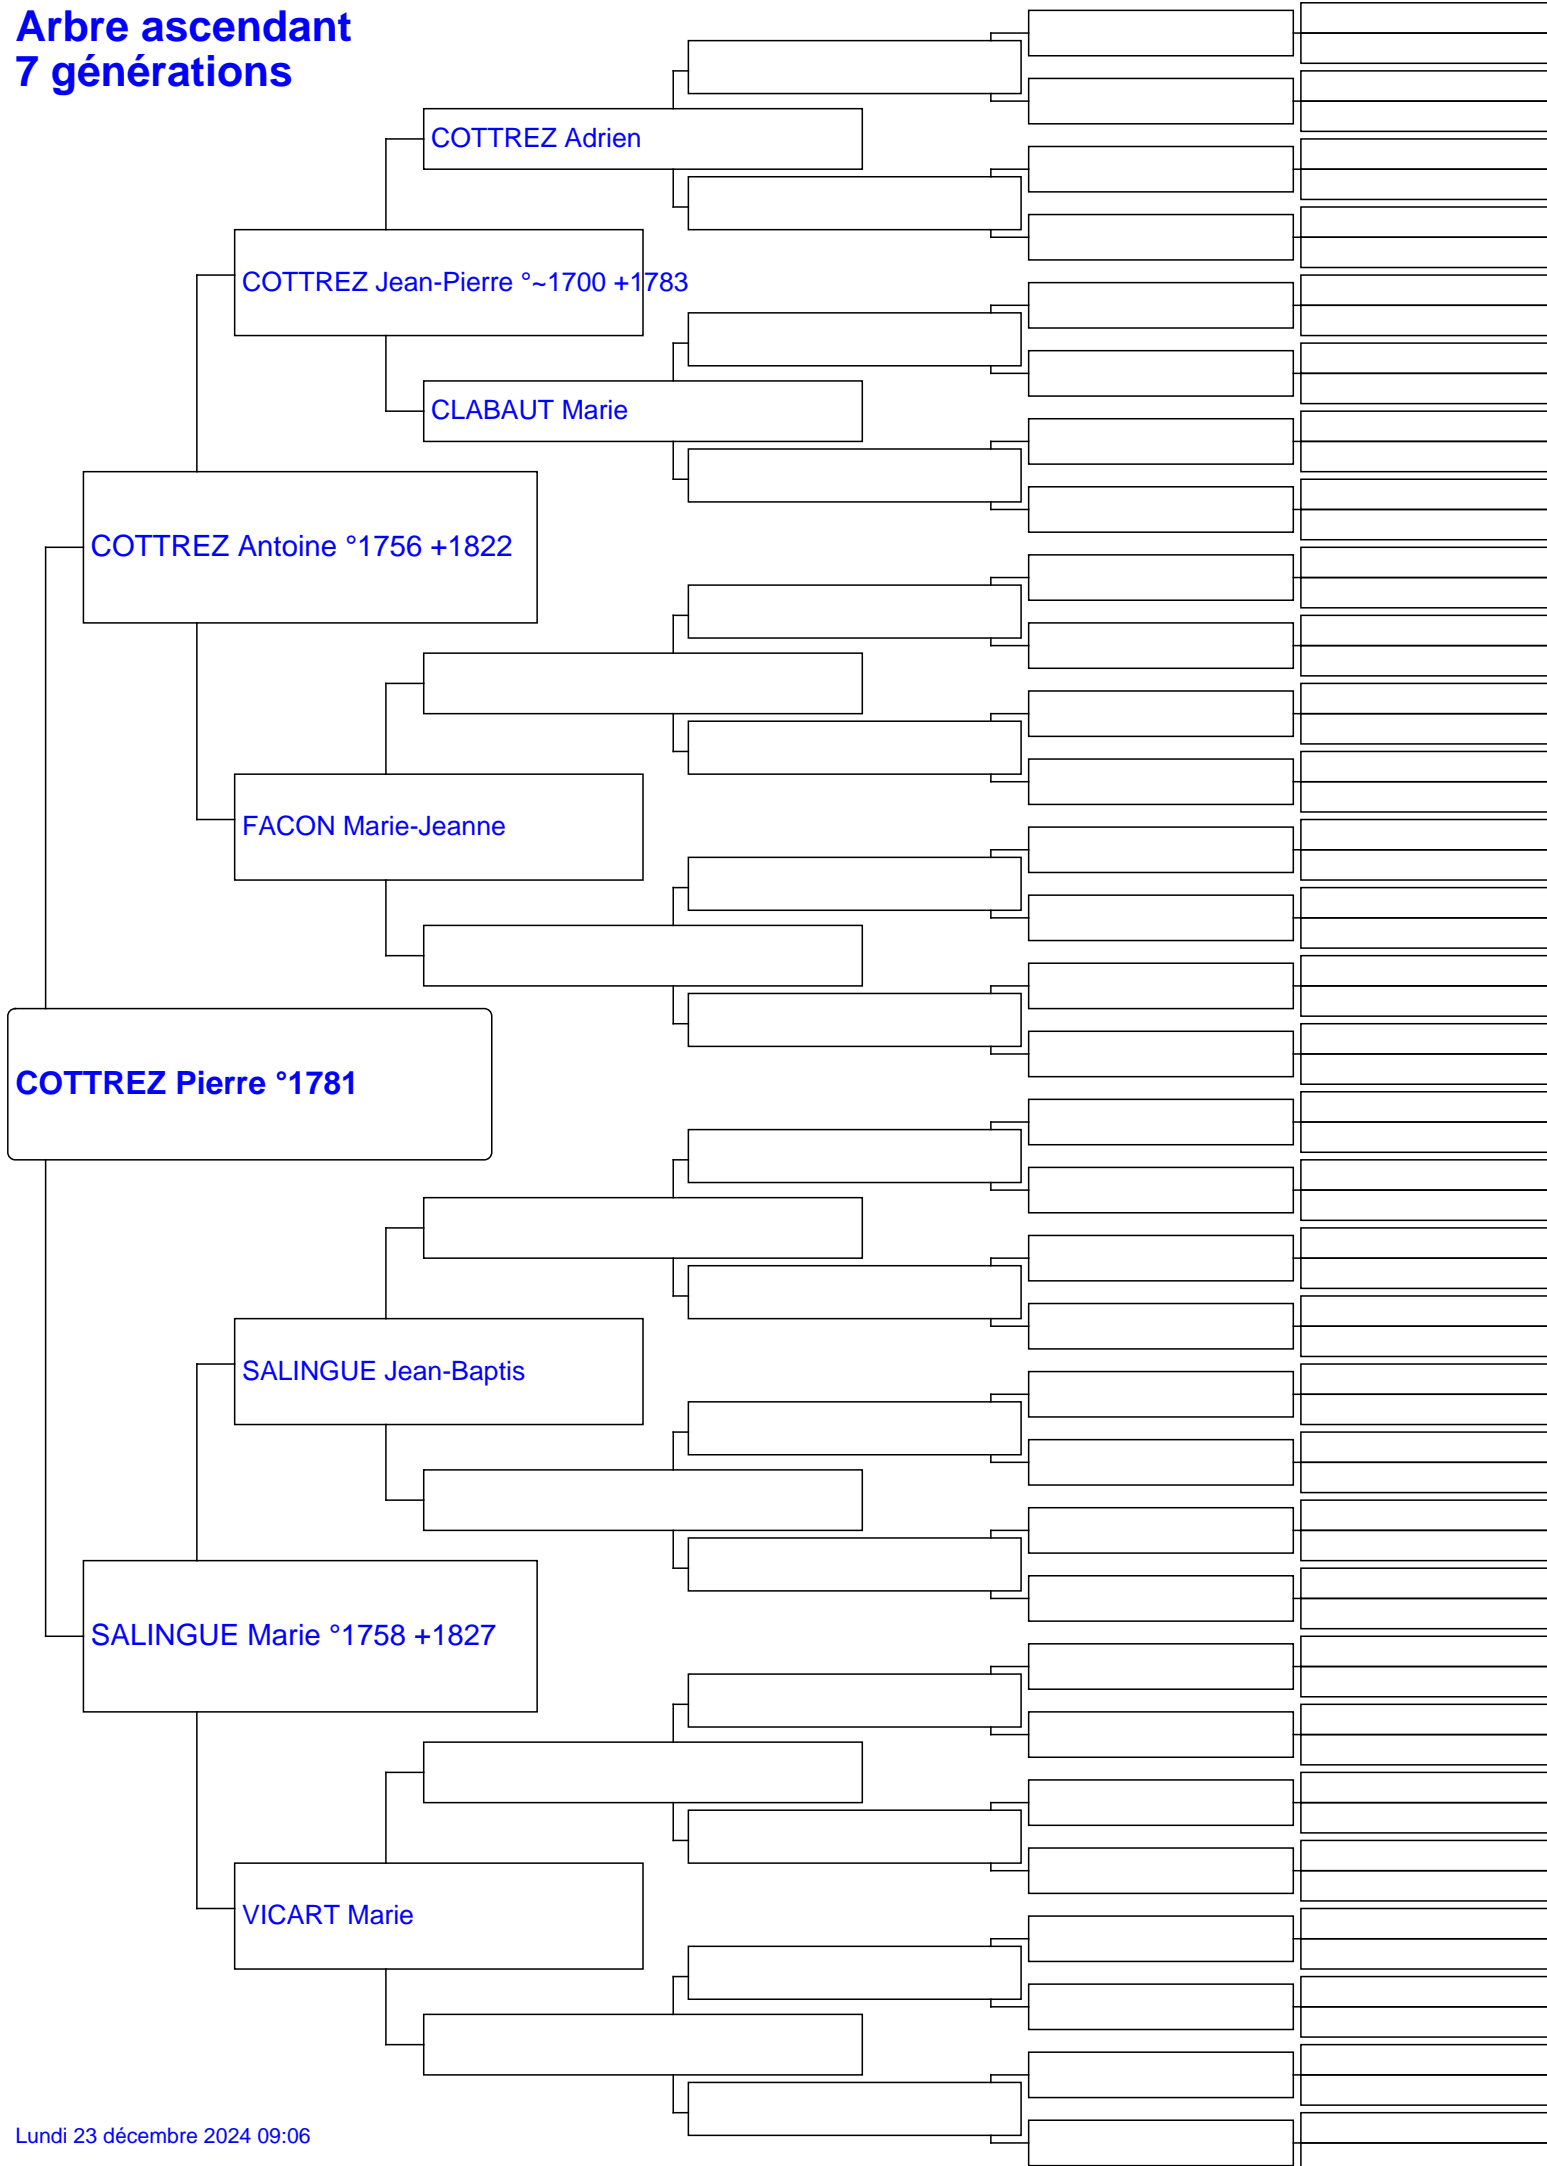 Arbre ascendant
7 générations
COTTREZ Adrien
COTTREZ Jean-Pierre °~1700 +1783
CLABAUT Marie
COTTREZ Antoine °1756 +1822
FACON Marie-Jeanne
COTTREZ Pierre °1781
SALINGUE Jean-Baptis
SALINGUE Marie °1758 +1827
VICART Marie
Lundi 23 décembre 2024 09:06